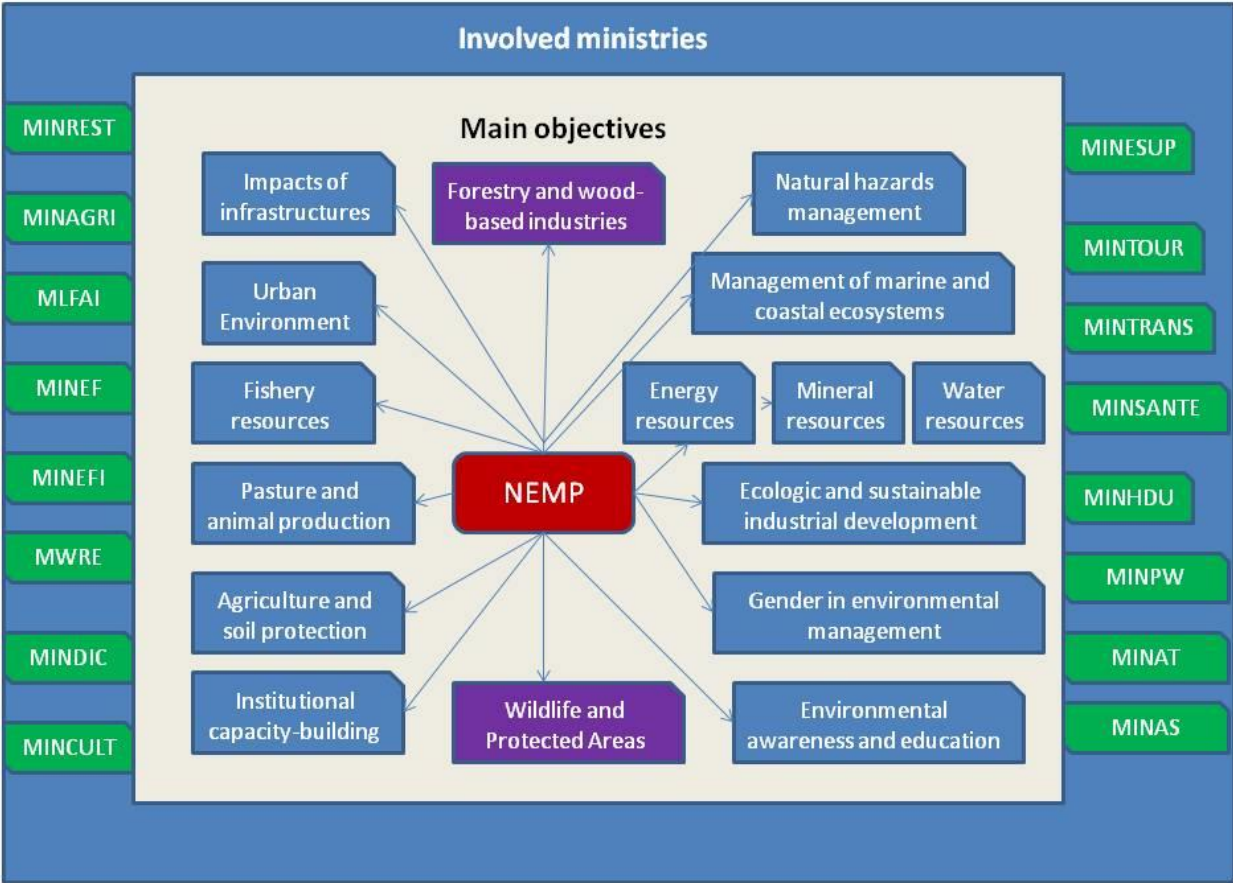 Involved ministries
MINREST
MINAGRI
MLFAI
MINEF
MINEFI
MWRE
MINDIC
MINCULT
Main objectives
Impacts of
infrastructures
Forestry and wood-
based industries
Natural hazards
management
Urban
Environment
Management of marine and
coastal ecosystems
Fishery
resources
Energy
resources
Mineral
resources
Water
resources
Pasture and
animal production
NEMP
Ecologic and sustainable
industrial development
Agriculture and
soil protection
Gender in environmental
management
Institutional
capacity-building
Wildlife and
Protected Areas
Environmental
awareness and education
MINESUP
MINTOUR
MINTRANS
MINSANTE
MINHDU
MINPW
MINAT
MINAS